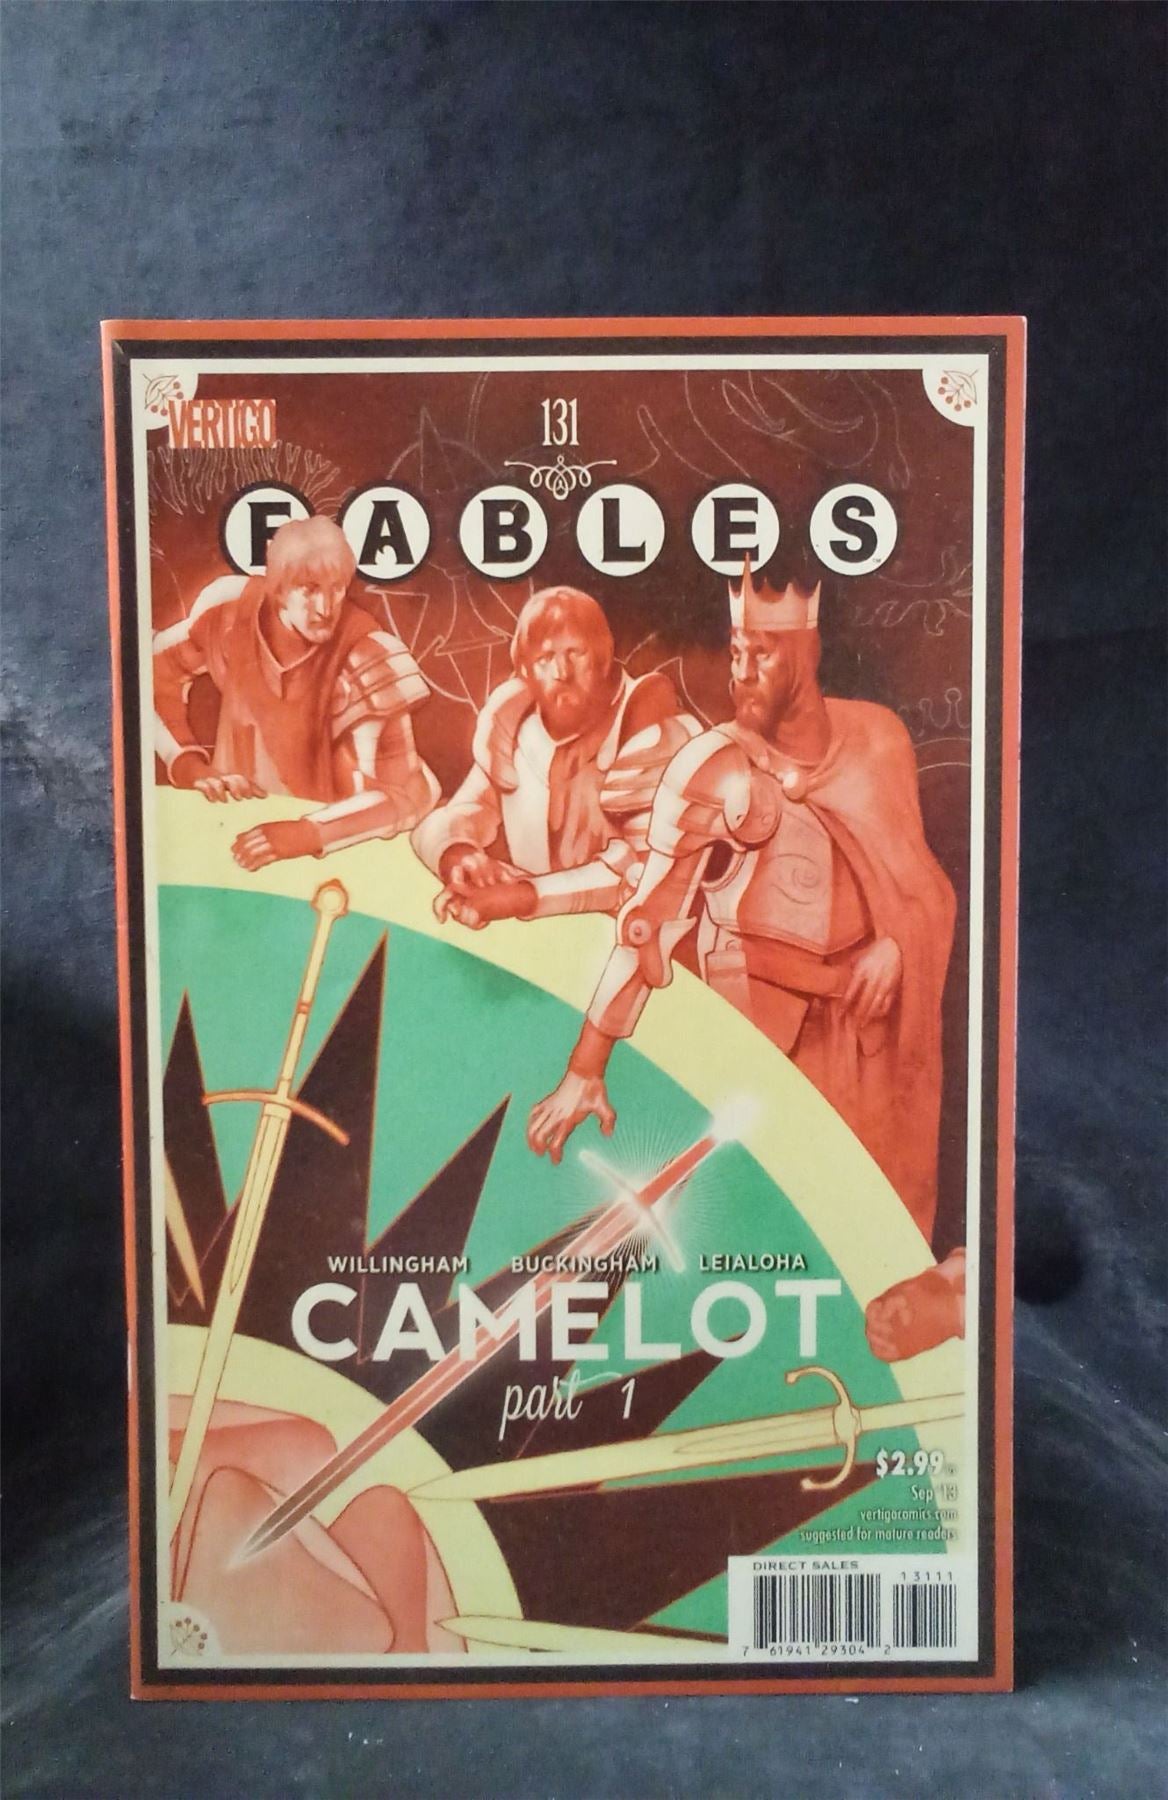 VERTIGO
131
FABLES
WILLINGHAM BUCKINGHAM LEIALOHA
CAMELOT
part 1
$2.99
Sep '13
vertigocomics.com
suggested for mature readers
DIRECT SALES
13111
7 61941 29304 2